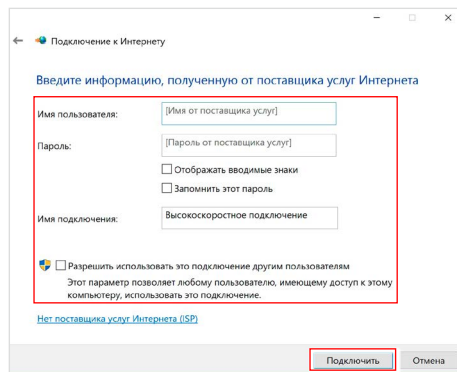 Подключение к Интернету
Введите информацию, полученную от поставщика услуг Интернета
Имя пользователя:
[Имя от поставщика услуг]
Пароль:
[Пароль от поставщика услуг]
Отображать вводимые знаки
Запомнить этот пароль
Имя подключения:
Высокоскоростное подключение
Разрешить использовать это подключение другим пользователям
Этот параметр позволяет любому пользователю, имеющему доступ к этому
компьютеру, использовать это подключение.
Нет поставщика услуг Интернета (ISP)
Подключить
Отмена